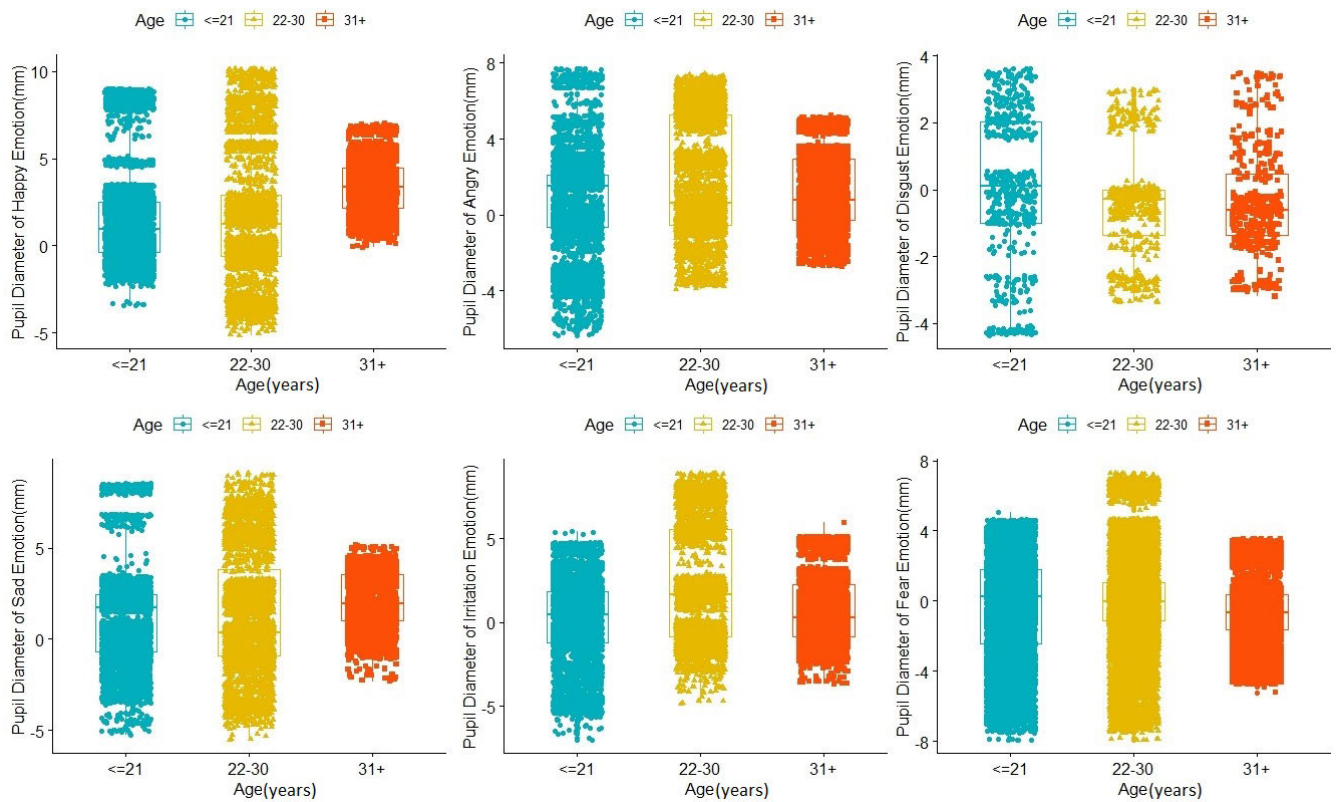 Age <=21 22-30 31+
Pupil Diameter of Happy Emotion(mm)
10
5
0
-5
<=21 22-30 31+
Age(years)
Age <=21 22-30 31+
Pupil Diameter of Angry Emotion(mm)
8
4
0
-4
<=21 22-30 31+
Age(years)
Age <=21 22-30 31+
Pupil Diameter of Disgust Emotion(mm)
4
2
0
-2
-4
<=21 22-30 31+
Age(years)
Age <=21 22-30 31+
Pupil Diameter of Sad Emotion(mm)
5
0
-5
<=21 22-30 31+
Age(years)
Age <=21 22-30 31+
Pupil Diameter of Irritation Emotion(mm)
5
0
-5
<=21 22-30 31+
Age(years)
Age <=21 22-30 31+
Pupil Diameter of Fear Emotion(mm)
8
4
0
-4
-8
<=21 22-30 31+
Age(years)